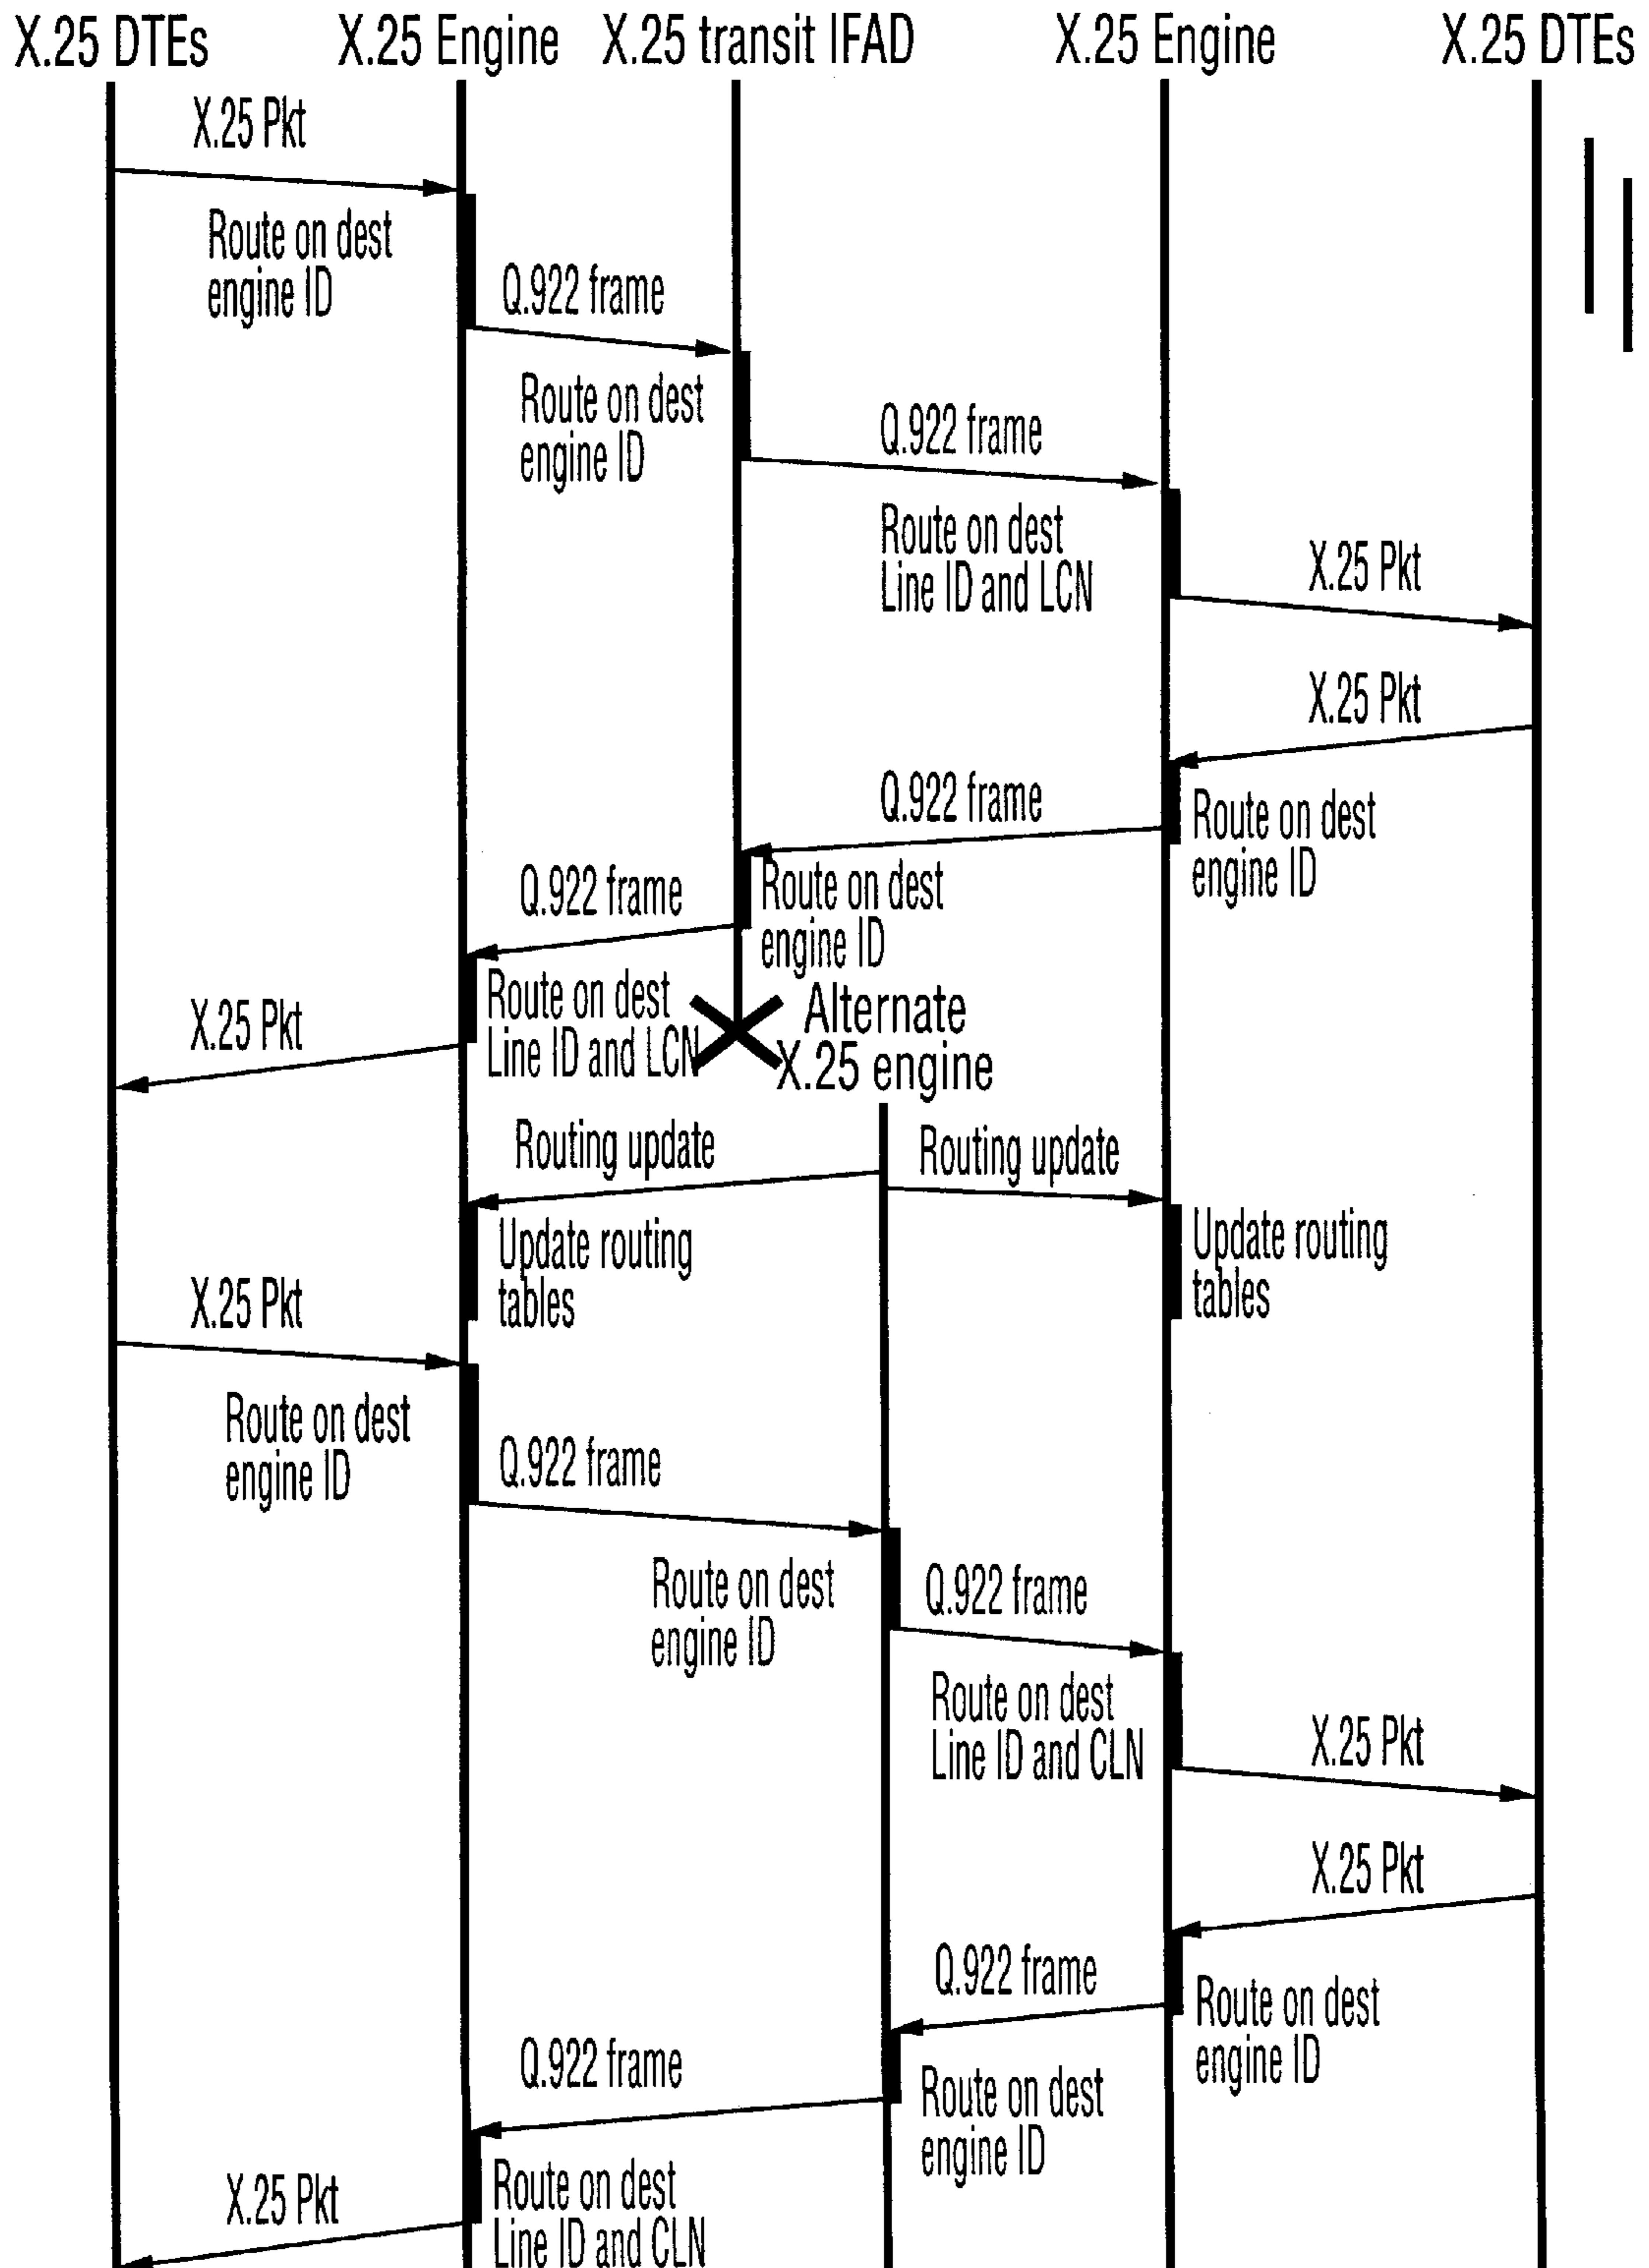 X.25 DTEs
X.25 Engine
X.25 transit IFAD
X.25 Engine
X.25 DTEs
X.25 Pkt
Route on dest
engine ID
Q.922 frame
Route on dest
engine ID
Q.922 frame
Route on dest
Line ID and LCN
X.25 Pkt
X.25 Pkt
Q.922 frame
Route on dest
engine ID
Q.922 frame
Route on dest
engine ID
Route on dest
Line ID and LCN
X.25 Pkt
Alternate
X.25 engine
Routing update
Routing update
Update routing
tables
Update routing
tables
X.25 Pkt
Route on dest
engine ID
Q.922 frame
Route on dest
engine ID
Q.922 frame
Route on dest
Line ID and CLN
X.25 Pkt
X.25 Pkt
Q.922 frame
Route on dest
engine ID
Q.922 frame
Route on dest
engine ID
Route on dest
Line ID and CLN
X.25 Pkt